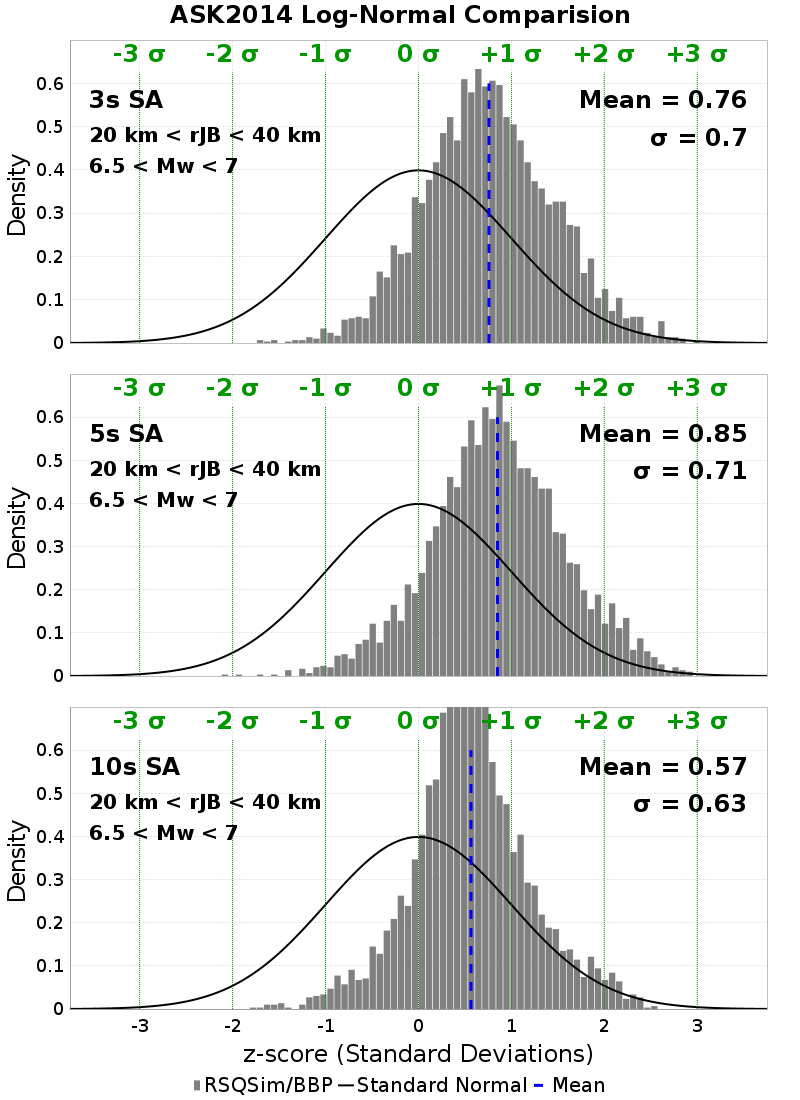 ASK2014 Log-Normal Comparision
-3 σ -2 σ -1 σ 0 σ +1 σ +2 σ +3 σ
3s SA
Mean = 0.76
20 km < rJB < 40 km
σ = 0.7
6.5 < Mw < 7
Density
0.6
0.5
0.4
0.3
0.2
0.1
0
-3 σ -2 σ -1 σ 0 σ +1 σ +2 σ +3 σ
5s SA
Mean = 0.85
20 km < rJB < 40 km
σ = 0.71
6.5 < Mw < 7
Density
0.6
0.5
0.4
0.3
0.2
0.1
0
-3 σ -2 σ -1 σ 0 σ +1 σ +2 σ +3 σ
10s SA
Mean = 0.57
20 km < rJB < 40 km
σ = 0.63
6.5 < Mw < 7
Density
0.6
0.5
0.4
0.3
0.2
0.1
0
-3 -2 -1 0 1 2 3
z-score (Standard Deviations)
RSQSim/BBP Standard Normal Mean